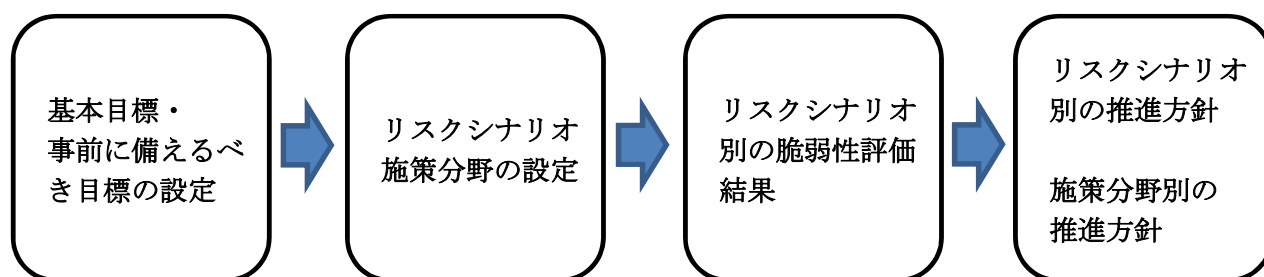 基本目標・
事前に備えるべ
き目標の設定
リスクシナリオ
施策分野の設定
リスクシナリオ
別の脆弱性評価
結果
リスクシナリオ
別の推進方針
施策分野別の
推進方針